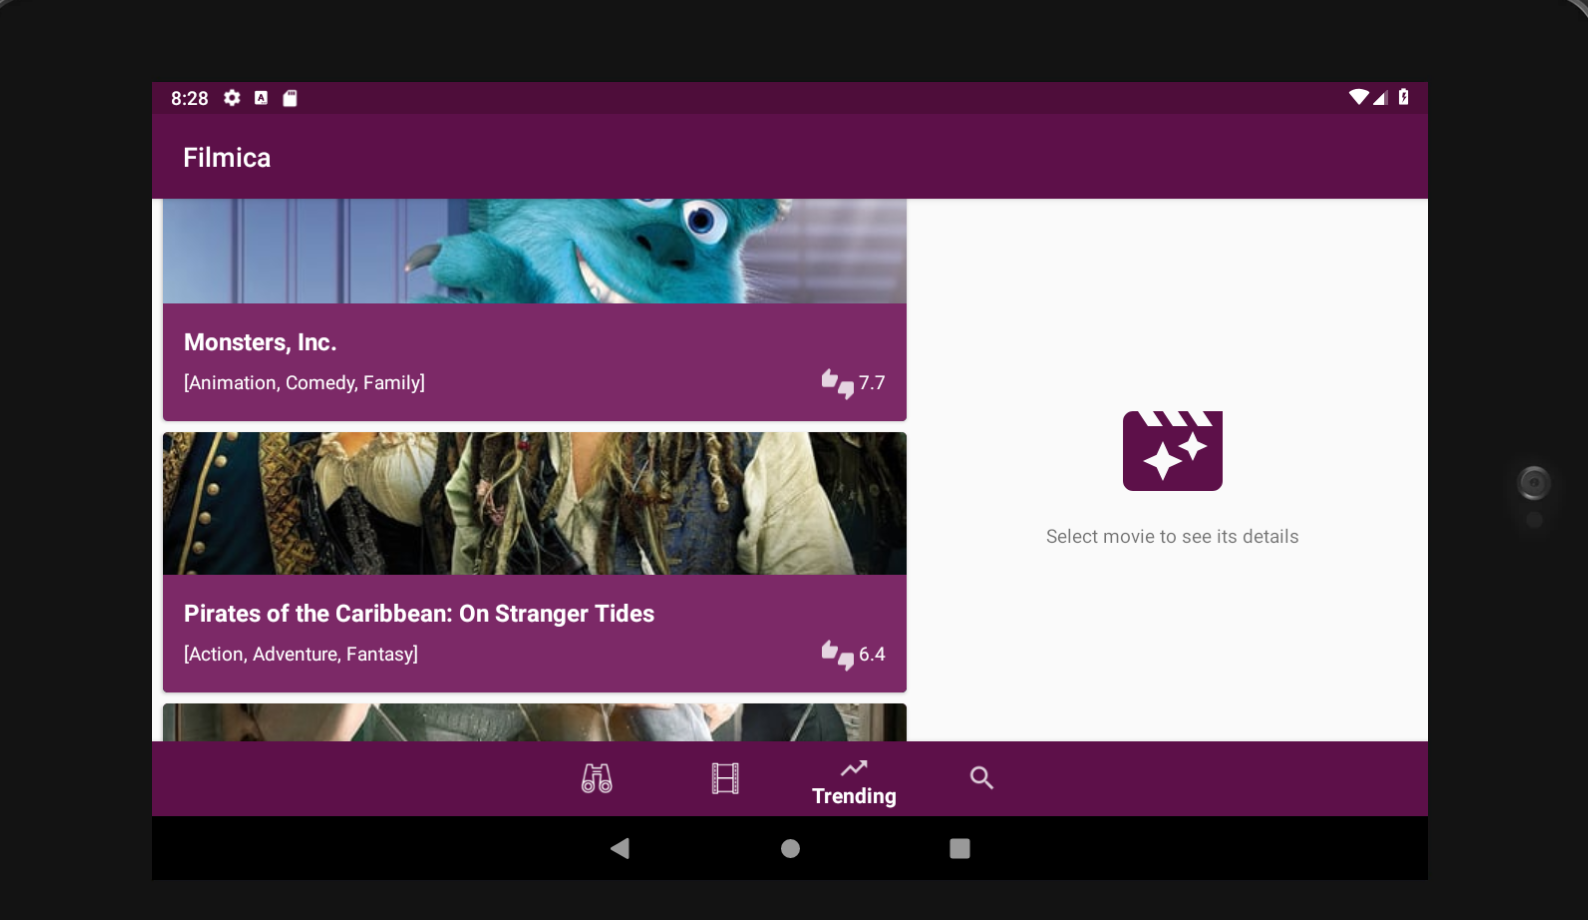 8:28
Filmica
Monsters, Inc.
[Animation, Comedy, Family]
7.7
Pirates of the Caribbean: On Stranger Tides
[Action, Adventure, Fantasy]
6.4
Select movie to see its details
Trending